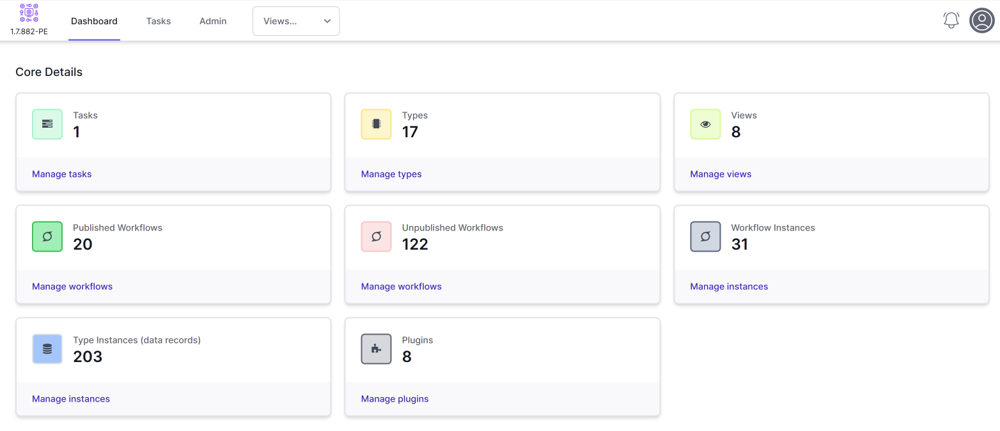 1.7.882-PE
Dashboard
Tasks
Admin
Views...
Core Details
Tasks
1
Manage tasks
Types
17
Manage types
Views
8
Manage views
Published Workflows
20
Manage workflows
Unpublished Workflows
122
Manage workflows
Workflow Instances
31
Manage instances
Type Instances (data records)
203
Manage instances
Plugins
8
Manage plugins